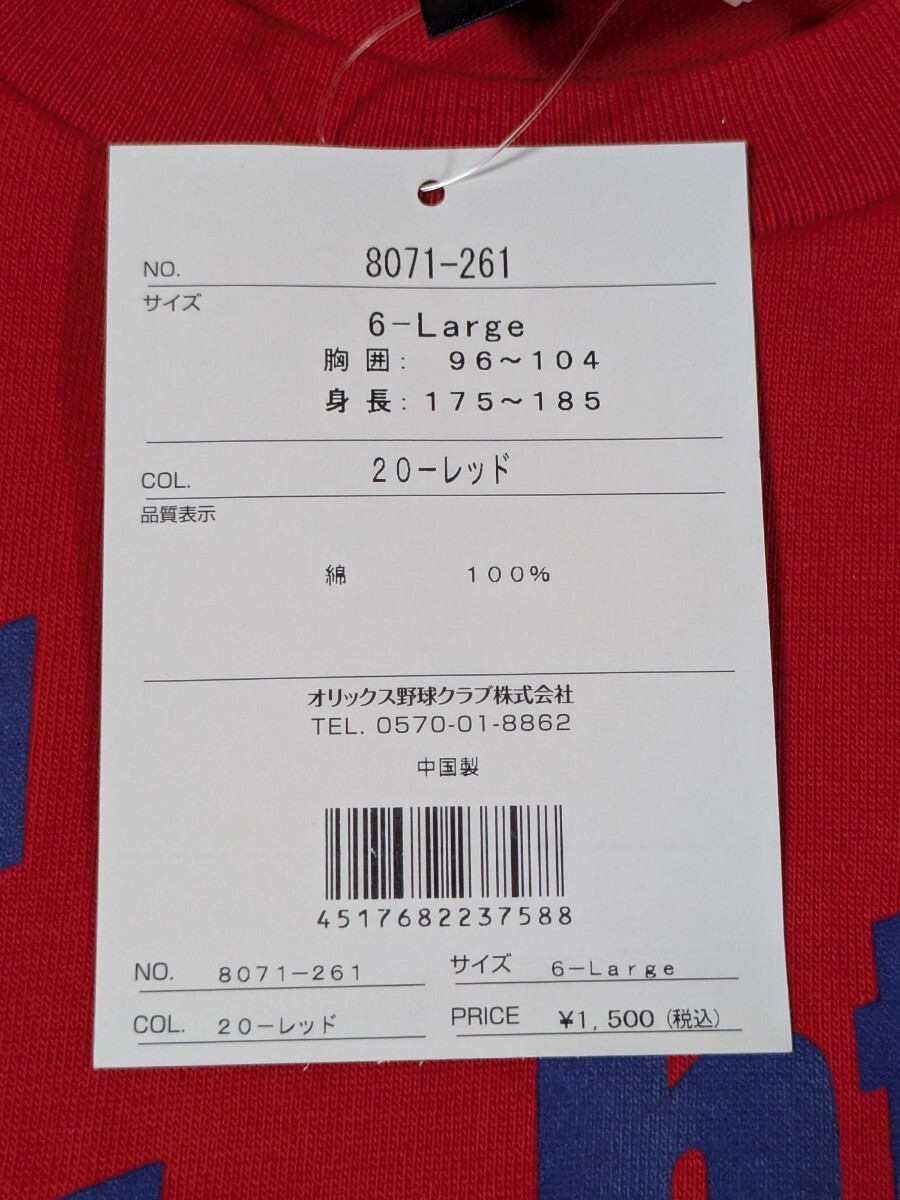 NO. 8071-261
サイズ
6-Large
胸囲: 96～104
身長: 175～185
COL. 20-レッド
品質表示
綿 100%
オリックス野球クラブ株式会社
TEL. 0570-01-8862
中国製
4517682237588
NO. 8071-261 サイズ 6-Large
COL. 20-レッド PRICE ¥1,500(税込)